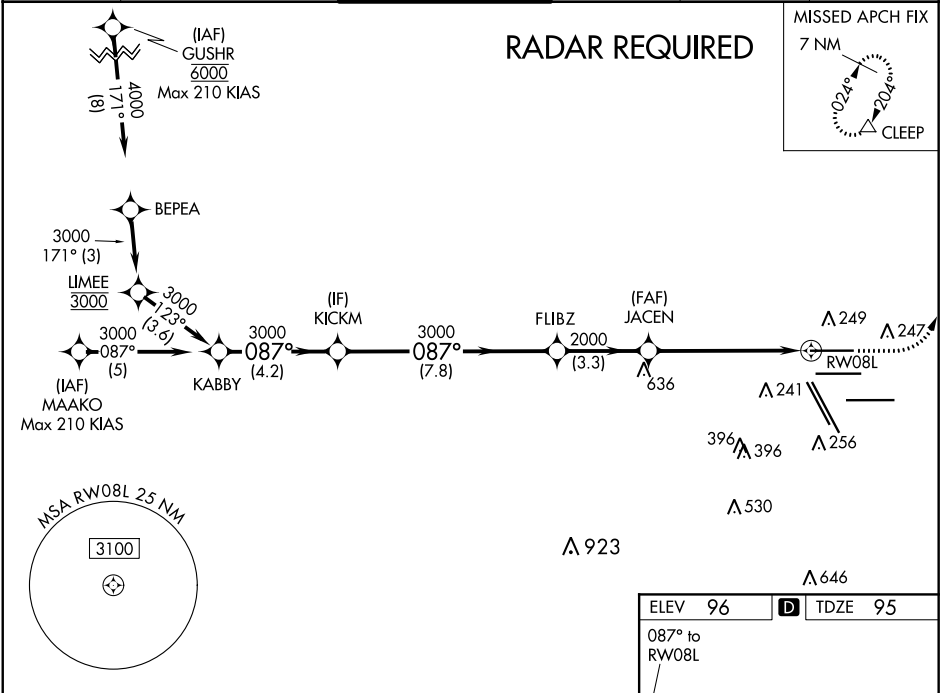 (IAF)
GUSHR
6000
Max 210 KIAS
4000
171°
(8)
RADAR REQUIRED
MISSED APCH FIX
7 NM
024°
204°
CLEEP
BEPEA
3000
171° (3)
LIMEE
3000
3000
123°
(3.6)
3000
087°
(5)
(IAF)
MAAKO
Max 210 KIAS
KABBY
3000
087°
(4.2)
(IF)
KICKM
3000
087°
(7.8)
FLIBZ
2000
(3.3)
(FAF)
JACEN
636
249
247
RW08L
241
256
396
396
530
923
646
MSA RW08L 25 NM
3100
ELEV 96 D TDZE 95
087° to
RW08L